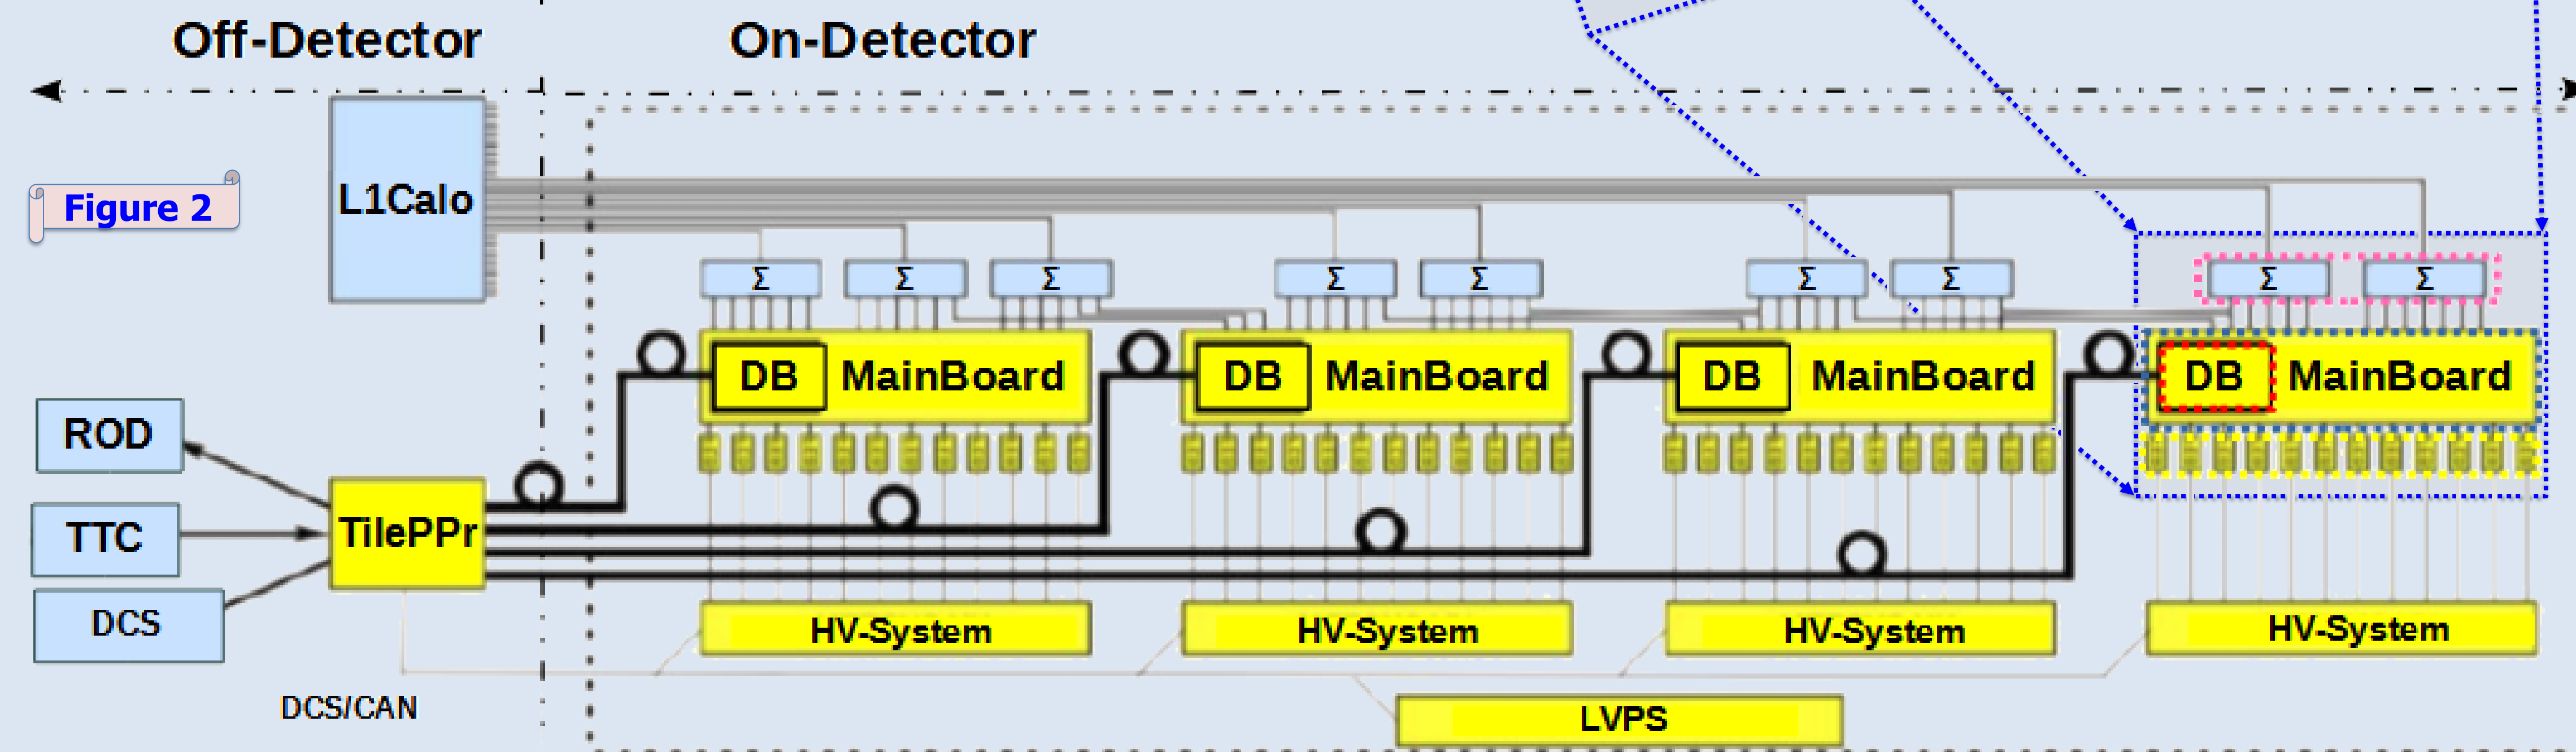 Off-Detector
On-Detector
L1Calo
Figure 2
Σ Σ Σ Σ Σ Σ Σ Σ Σ
DB MainBoard DB MainBoard DB MainBoard DB MainBoard
ROD
TTC
TilePPr
DCS
HV-System HV-System HV-System HV-System
DCS/CAN
LVPS